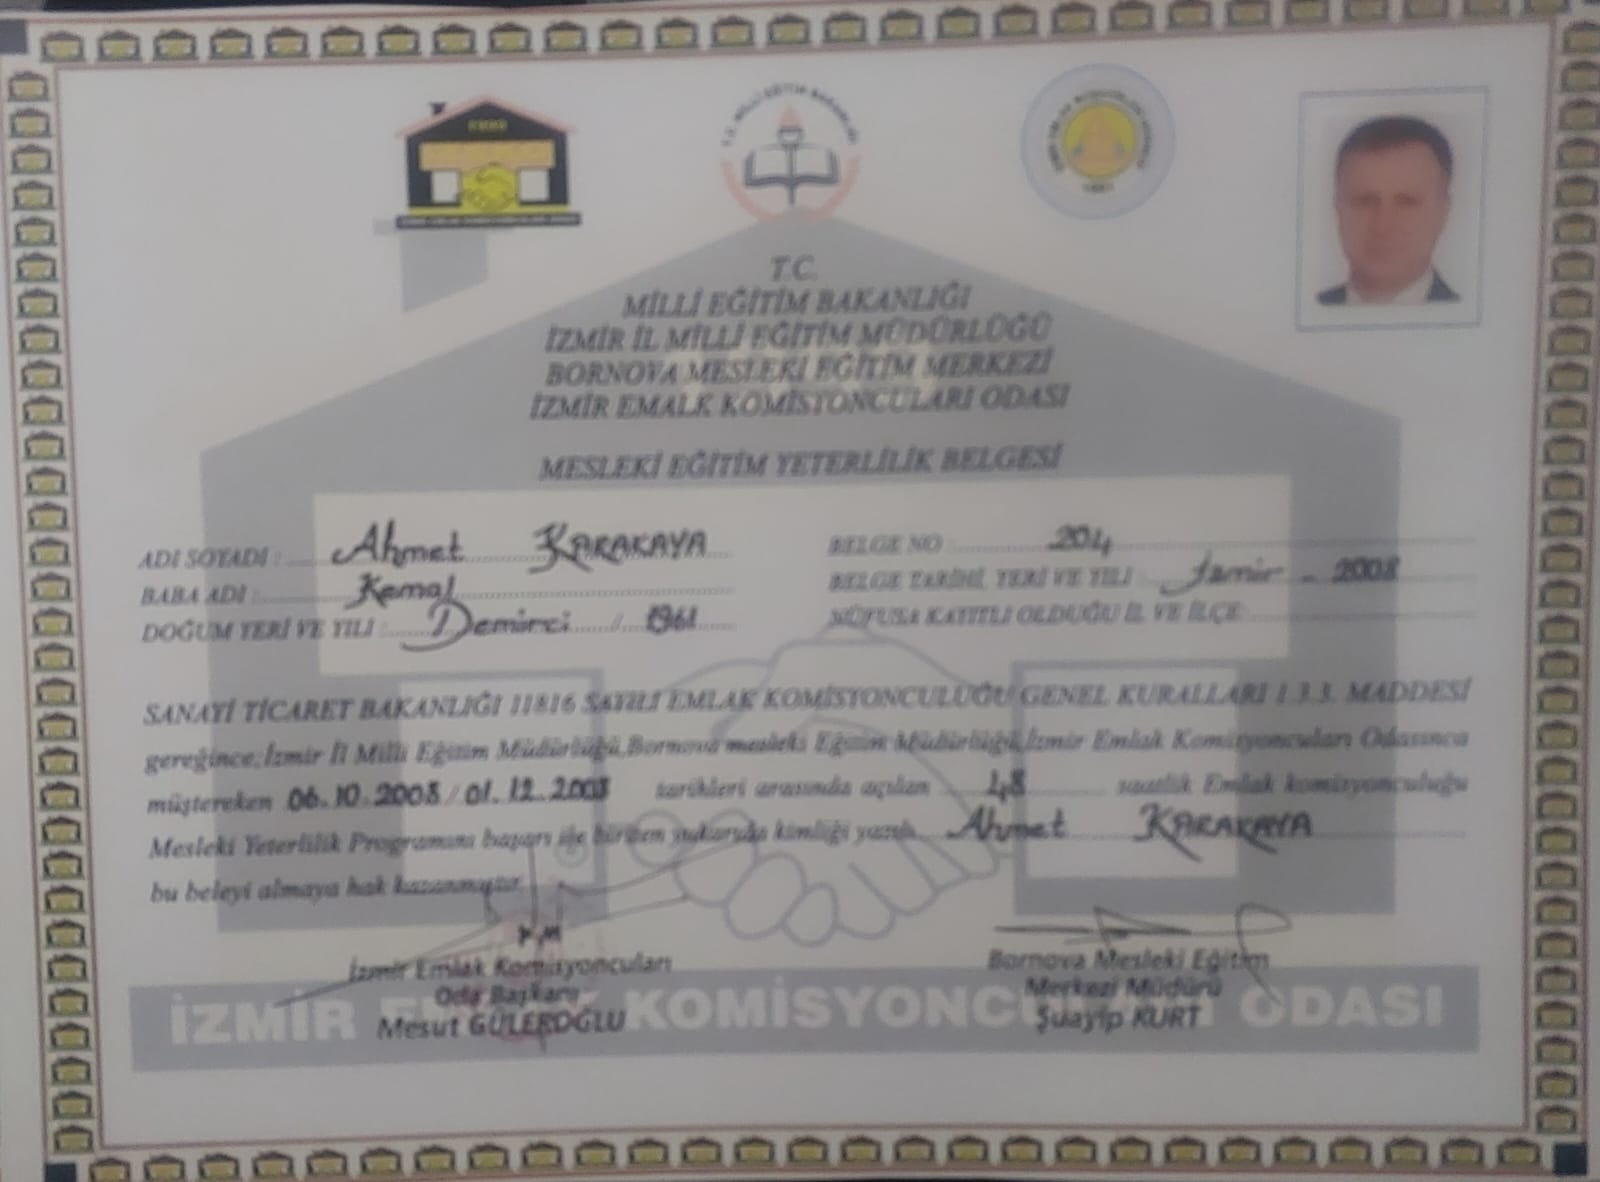 T.C. MİLLİ EĞİTİM BAKANLIĞI
T.C.
MİLLİ EĞİTİM BAKANLIĞI
İZMİR İL MİLLİ EĞİTİM MÜDÜRLÜĞÜ
BORNOVA MESLEKİ EĞİTİM MERKEZİ
İZMİR EMALK KOMİSYONCULARI ODASI
MESLEKİ EĞİTİM YETERLİLİK BELGESİ
ADI SOYADI : Ahmet KARAKAYA
BELGE NO 204
BABA ADI : Kemal
BELGE TARİHİ, YERİ VE YILI : İzmir - 2008
DOĞUM YERİ VE YILI : Demirci / 1961
NÜFUSA KAYITLI OLDUĞU İL VE İLÇE
SANAYİ TİCARET BAKANLIĞI 11816 SAYILI EMLAK KOMİSYONCULUĞU GENEL KURALLARI 1.3.3. MADDESİ
gereğince; İzmir İl Milli Eğitim Müdürlüğü, Bornova mesleki Eğitim Müdürlüğü, İzmir Emlak Komisyoncuları Odasınca
müştereken 06.10.2008 / 01.12.2008 tarihleri arasında açılan 48 saatlik Emlak komisyonculuğu
Mesleki Yeterlilik Programını başarı ile bitiren yukarıda kimliği yazılı Ahmet KARAKAYA
bu beleyi almaya hak kazanmıştır.
İzmir Emlak Komisyoncuları
Oda Başkanı
Mesut GÜLEROĞLU
Bornova Mesleki Eğitim
Merkezi Müdürü
Şuayip KURT
İZMİR KOMİSYONC ODASI